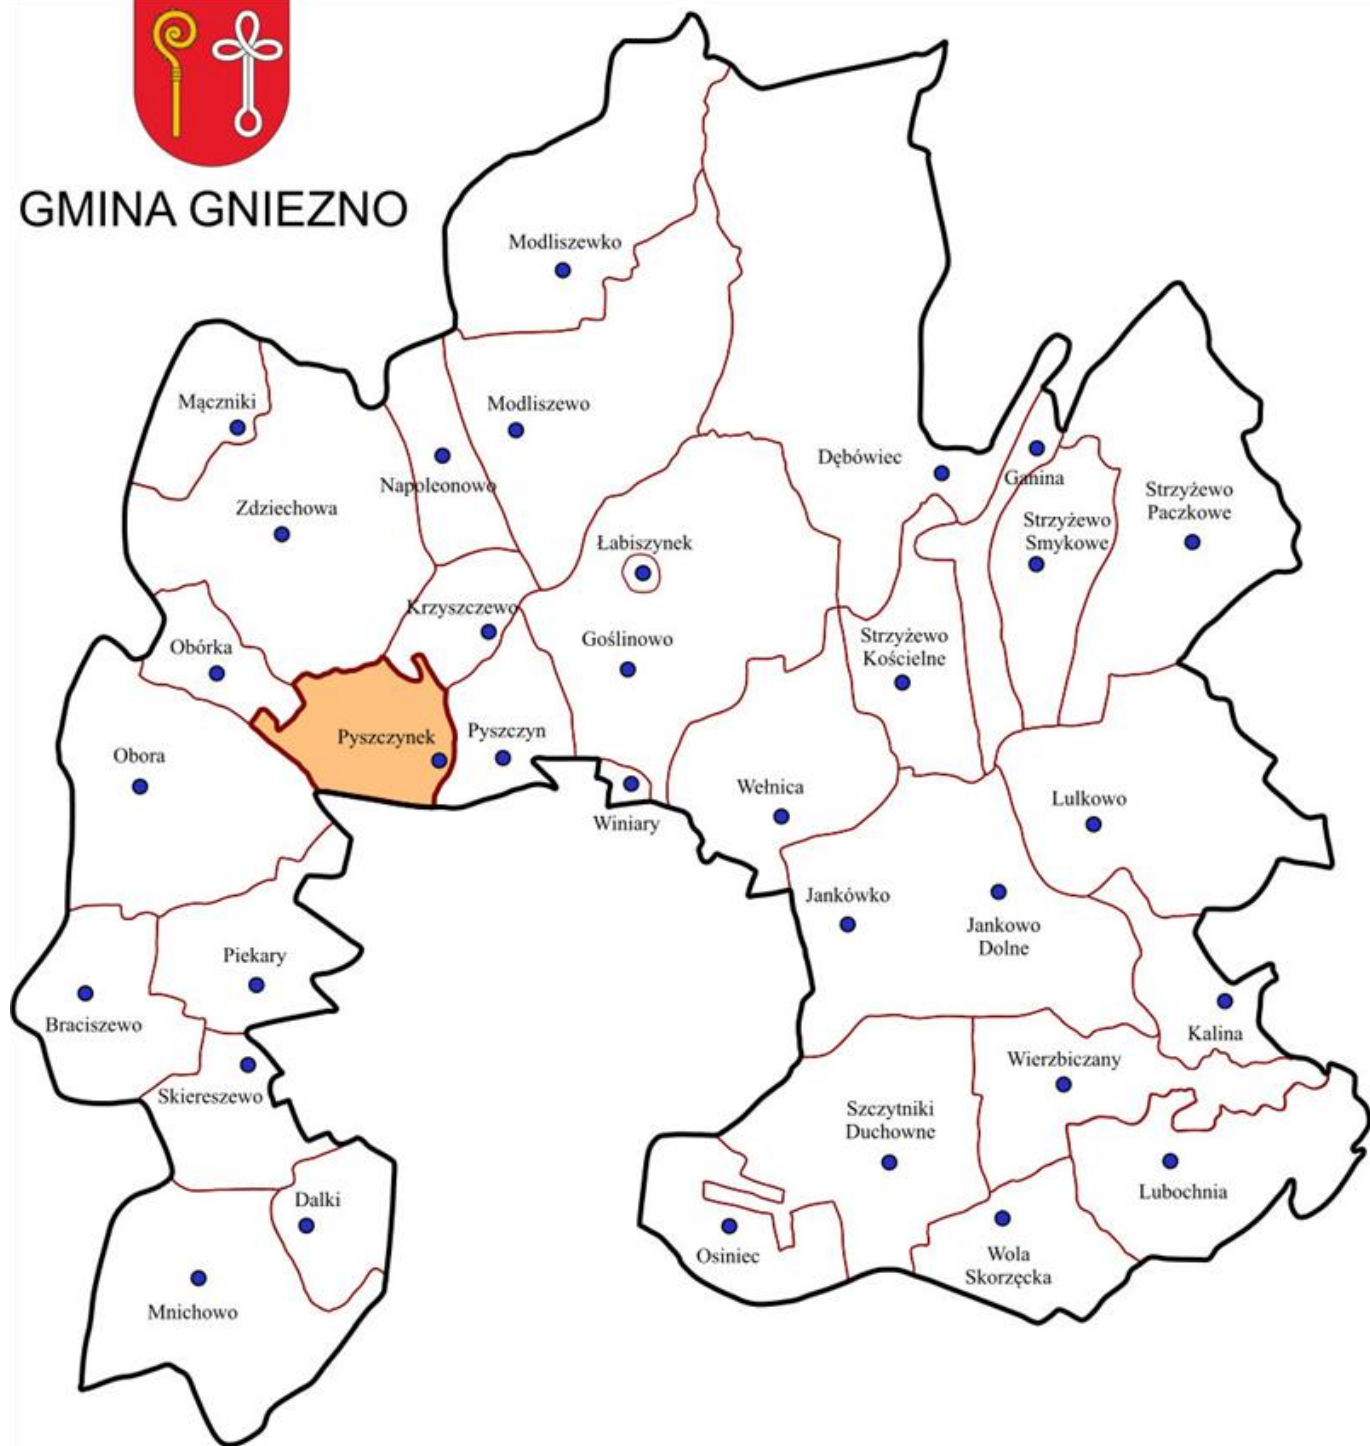 GMINA GNIEZNO
Modliszewko
Mączniki
Modliszewo
Dębówiec
Napoleonowo
Ganina
Strzyżewo
Paczkowe
Zdziechowa
Strzyżewo
Smykowe
Łabiszynek
Krzyszczewo
Obórka
Goślinowo
Strzyżewo
Kościelne
Pyszczynek
Pyszczyn
Obora
Winiary
Wełnica
Lulkowo
Jankówko
Jankowo
Dolne
Piekary
Braciszewo
Kalina
Skiereszewo
Wierzbiczany
Szczytniki
Duchowne
Dalki
Lubochnia
Osiniec
Wola
Skorzęcka
Mnichowo